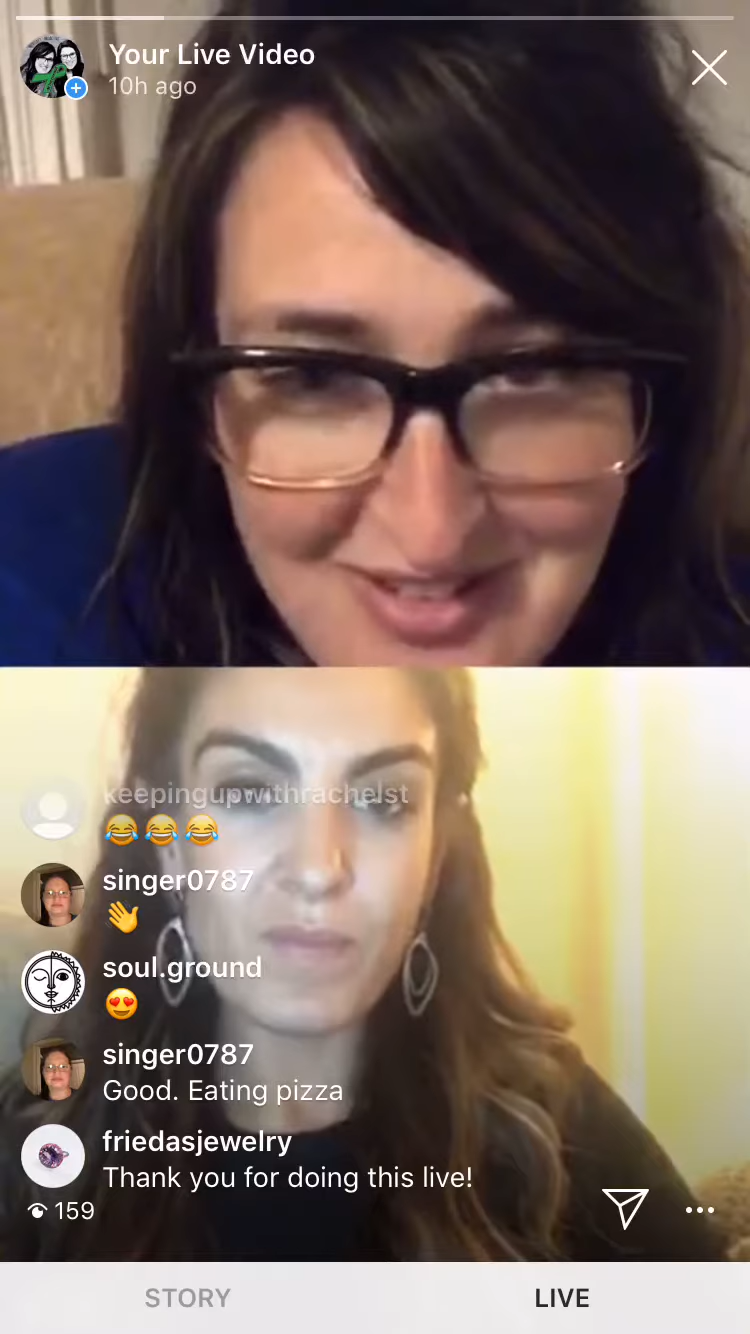 Your Live Video
10h ago
keepingupwithrachelst
😂😂😂
singer0787
👋
soul.ground
😍
singer0787
Good. Eating pizza
friedasjewelry
Thank you for doing this live!
159
STORY
LIVE